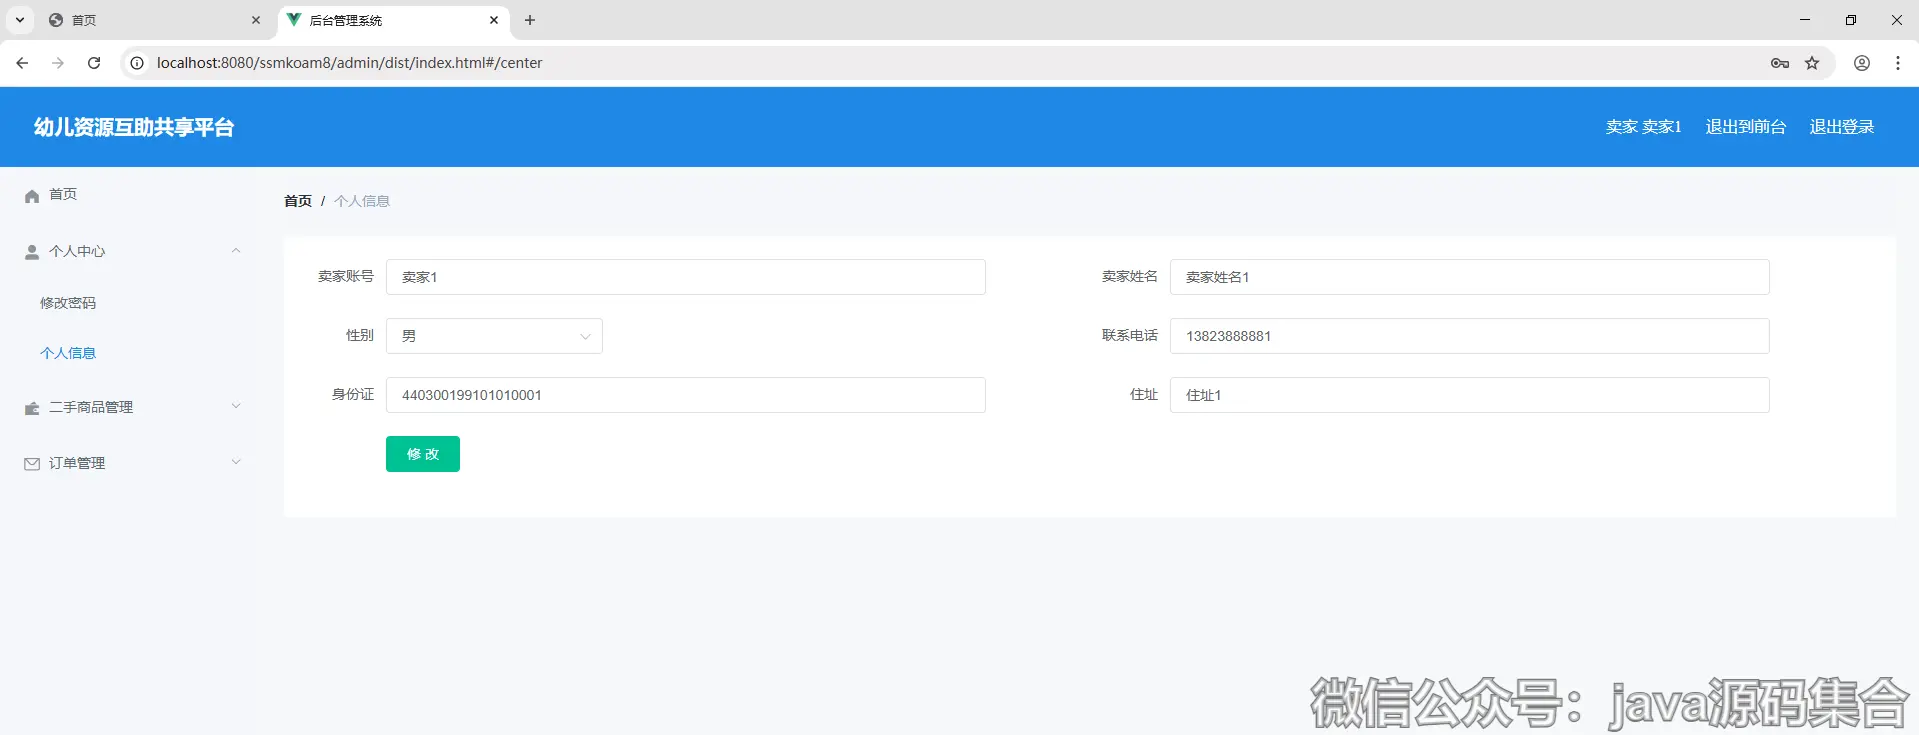 首页
后台管理系统
localhost:8080/ssmkoam8/admin/dist/index.html#/center
幼儿资源互助共享平台
卖家 卖家1 退出到前台 退出登录
首页
个人中心
修改密码
个人信息
二手商品管理
订单管理
首页 / 个人信息
卖家账号 卖家1 卖家姓名 卖家姓名1
性别 男 联系电话 13823888881
身份证 440300199101010001 住址 住址1
修 改
微信公众号：java源码集合